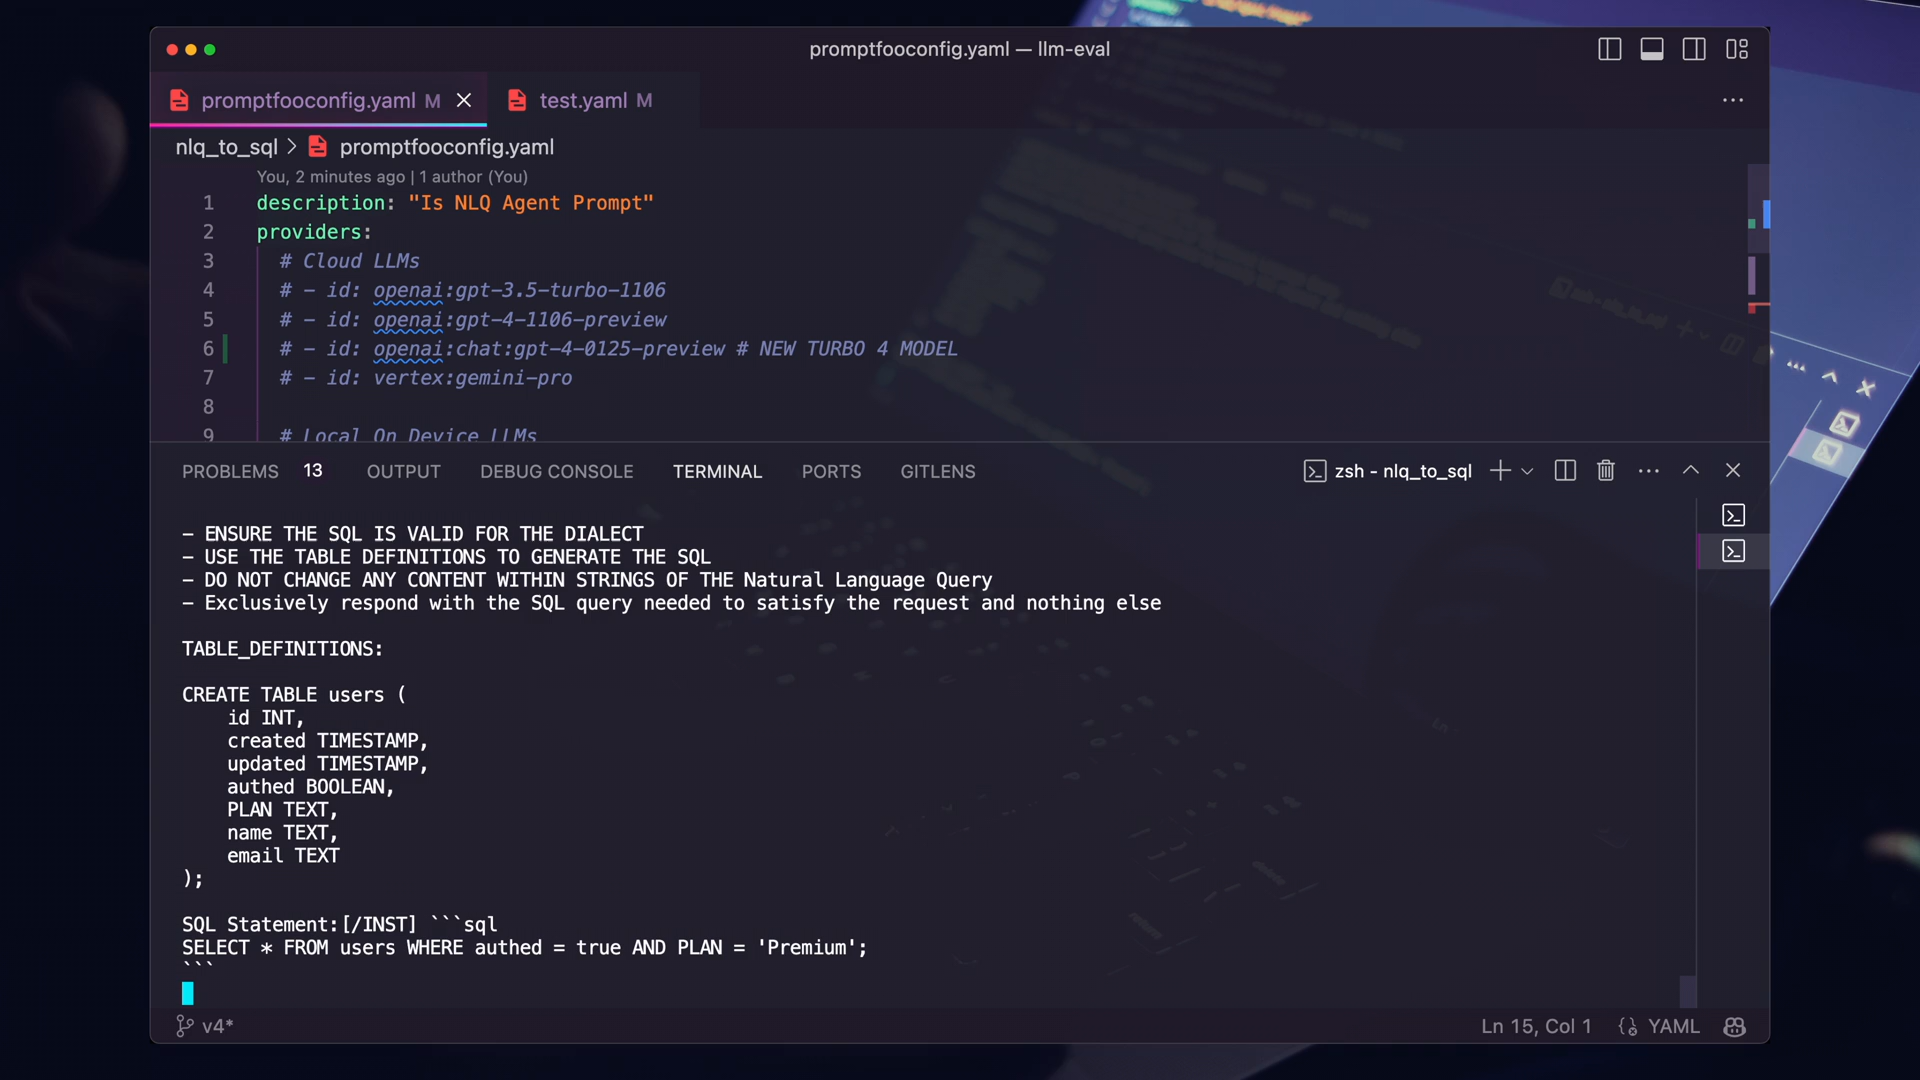 promptfooconfig.yaml — llm-eval
promptfooconfig.yaml M
test.yaml M
nlq_to_sql > promptfooconfig.yaml
You, 2 minutes ago | 1 author (You)
1 description: "Is NLQ Agent Prompt"
2 providers:
3 # Cloud LLMs
4 # - id: openai:gpt-3.5-turbo-1106
5 # - id: openai:gpt-4-1106-preview
6 # - id: openai:chat:gpt-4-0125-preview # NEW TURBO 4 MODEL
7 # - id: vertex:gemini-pro
8
9 # Local On Device LLMs
PROBLEMS 13 OUTPUT DEBUG CONSOLE TERMINAL PORTS GITLENS zsh - nlq_to_sql
- ENSURE THE SQL IS VALID FOR THE DIALECT
- USE THE TABLE DEFINITIONS TO GENERATE THE SQL
- DO NOT CHANGE ANY CONTENT WITHIN STRINGS OF THE Natural Language Query
- Exclusively respond with the SQL query needed to satisfy the request and nothing else
TABLE_DEFINITIONS:
CREATE TABLE users (
id INT,
created TIMESTAMP,
updated TIMESTAMP,
authed BOOLEAN,
PLAN TEXT,
name TEXT,
email TEXT
);
SQL Statement:[/INST] ```sql
SELECT * FROM users WHERE authed = true AND PLAN = 'Premium';
```
v4*
Ln 15, Col 1 YAML